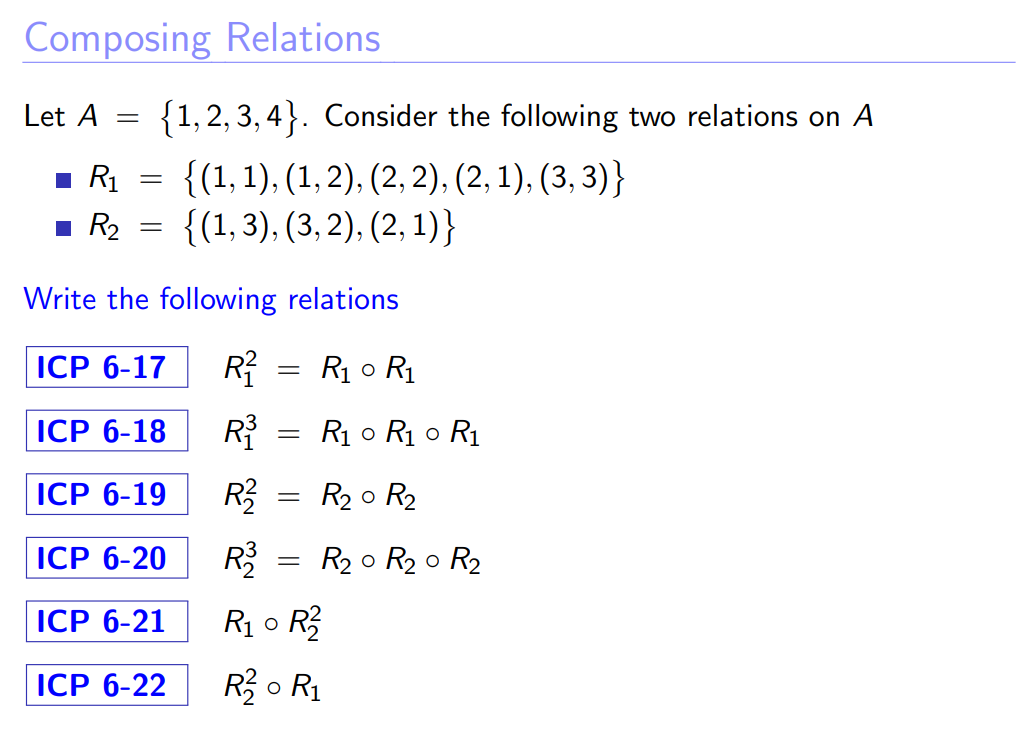 Composing Relations
Let A = {1, 2, 3, 4}. Consider the following two relations on A
■ R₁ = {(1, 1), (1, 2), (2, 2), (2, 1), (3, 3)}
■ R₂ = {(1, 3), (3, 2), (2, 1)}
Write the following relations
ICP 6-17 R₁² = R₁ ∘ R₁
ICP 6-18 R₁³ = R₁ ∘ R₁ ∘ R₁
ICP 6-19 R₂² = R₂ ∘ R₂
ICP 6-20 R₂³ = R₂ ∘ R₂ ∘ R₂
ICP 6-21 R₁ ∘ R₂²
ICP 6-22 R₂² ∘ R₁